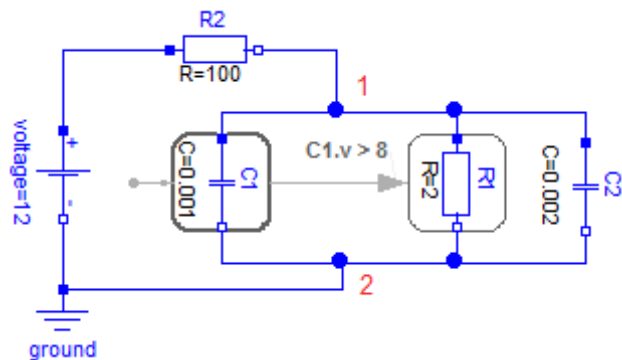 R2
R=100
1
voltage=12
+
-
C=0.001
C1
C1.v > 8
R=2
R1
C=0.002
C2
2
ground